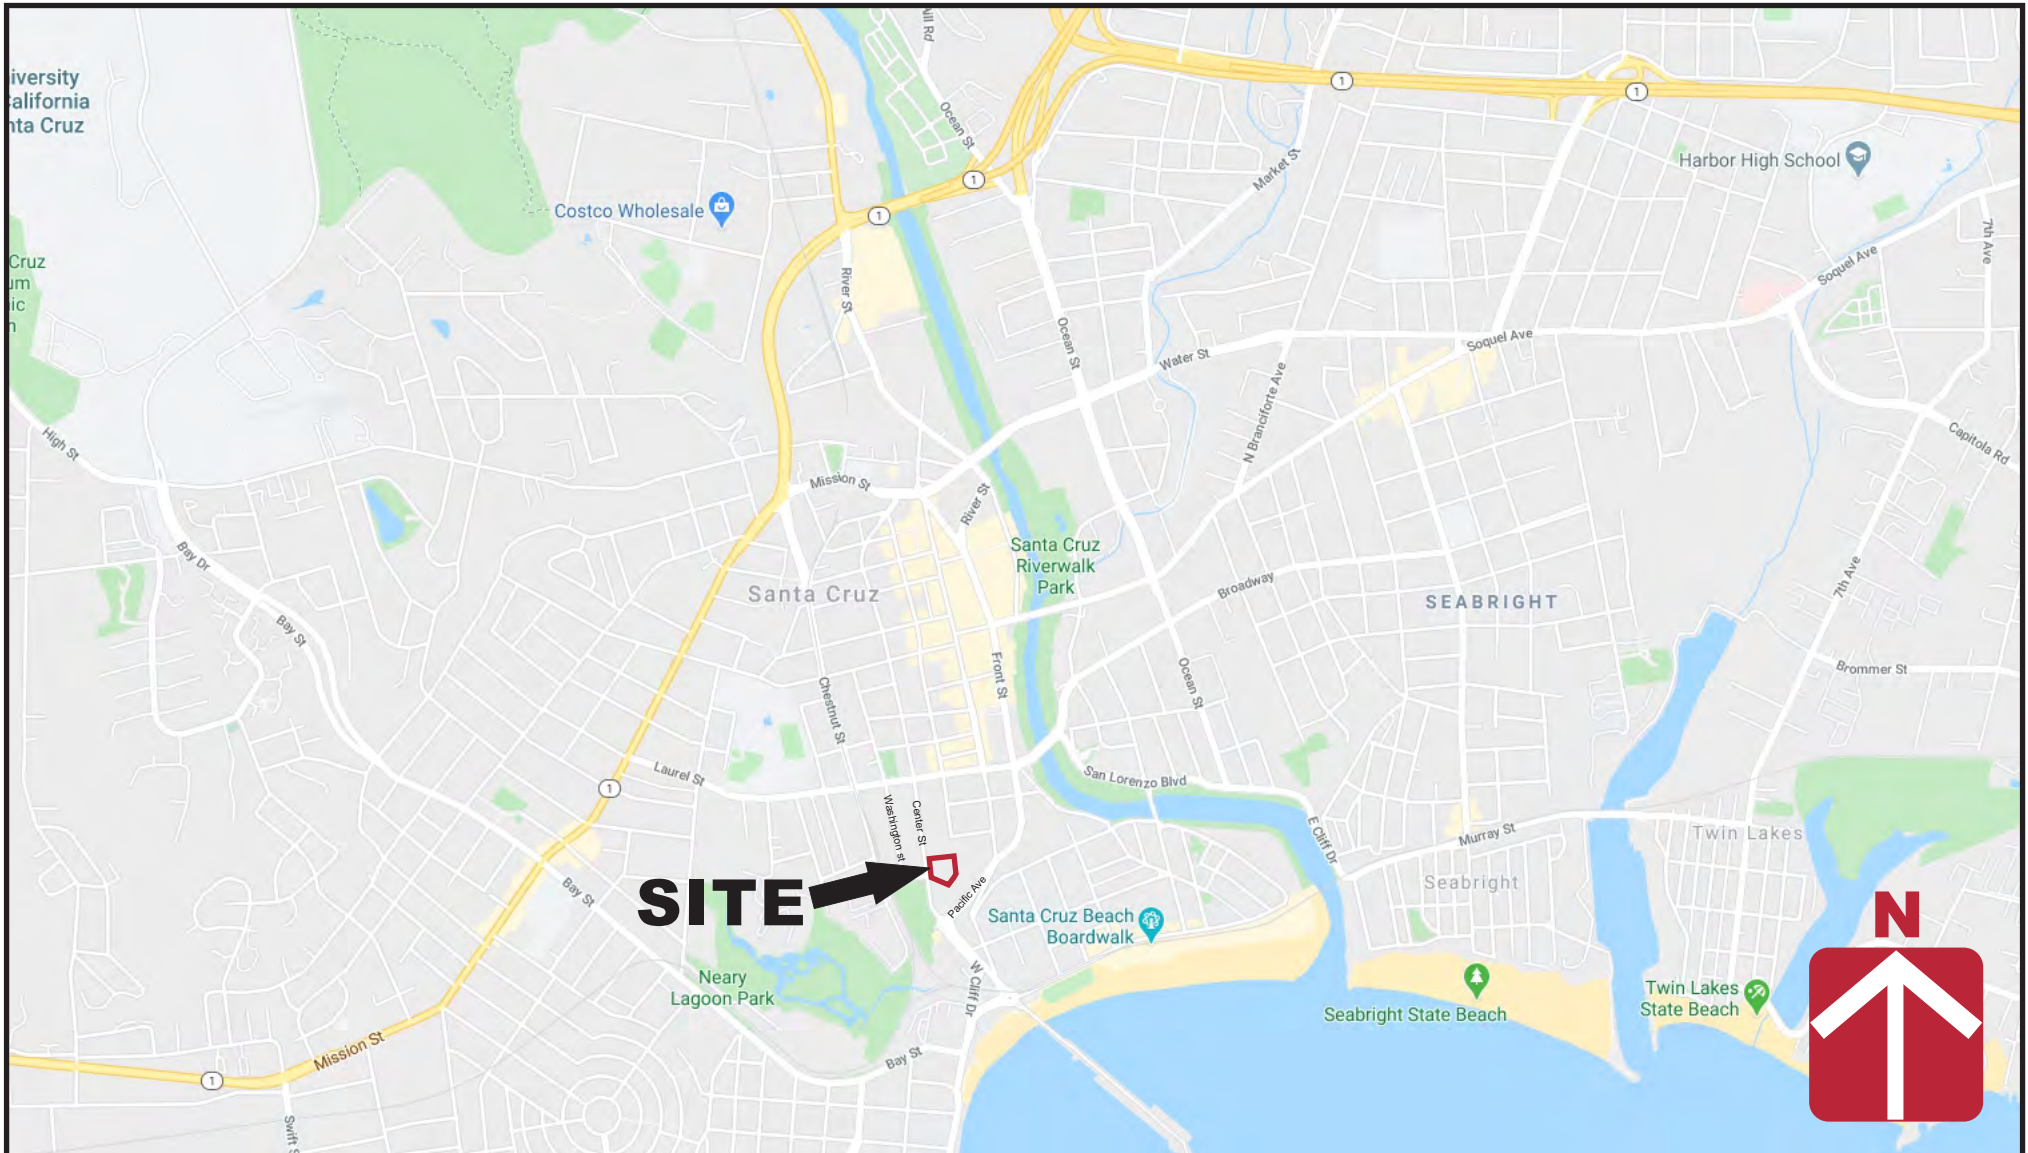 iversity
alifornia
nta Cruz
ill Rd
Ocean St
1
1
Harbor High School
Market St
1
Costco Wholesale
1
7th Ave
Cruz
um
ic
n
River St
Soquel Ave
Ocean St
Soquel Ave
Water St
N Branciforte Ave
High St
Capitola Rd
Mission St
River St
Bay Dr
Santa Cruz
Riverwalk
Park
Santa Cruz
Broadway
SEABRIGHT
7th Ave
Bay St
Front St
Ocean St
Brommer St
Chestnut St
Laurel St
San Lorenzo Blvd
1
Washington st
Center St
E Cliff Dr
Murray St
Twin Lakes
SITE
Bay St
Pacific Ave
Seabright
Santa Cruz Beach
Boardwalk
N
Neary
Lagoon Park
W Cliff Dr
Seabright State Beach
Twin Lakes
State Beach
Mission St
Bay St
1
Swift S